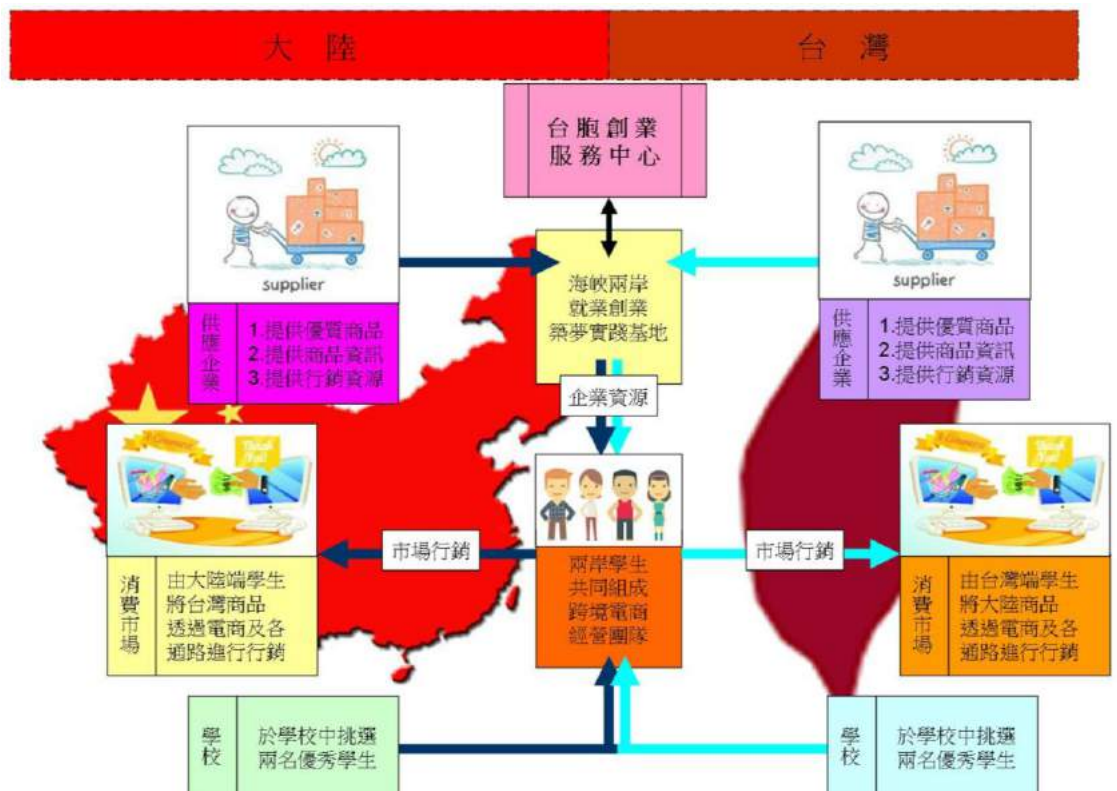 大陸
台灣
台胞創業
服務中心
supplier
供應企業
1.提供優質商品
2.提供商品資訊
3.提供行銷資源
海峽兩岸
就業創業
築夢實踐基地
supplier
供應企業
1.提供優質商品
2.提供商品資訊
3.提供行銷資源
企業資源
E-Commerce
Thank
You!
消費市場
由大陸端學生
將台灣商品
透過電商及各
通路進行行銷
市場行銷
兩岸學生
共同組成
跨境電商
經營團隊
市場行銷
E-Commerce
Thank
You!
消費市場
由台灣端學生
將大陸商品
透過電商及各
通路進行行銷
學校
於學校中挑選
兩名優秀學生
學校
於學校中挑選
兩名優秀學生